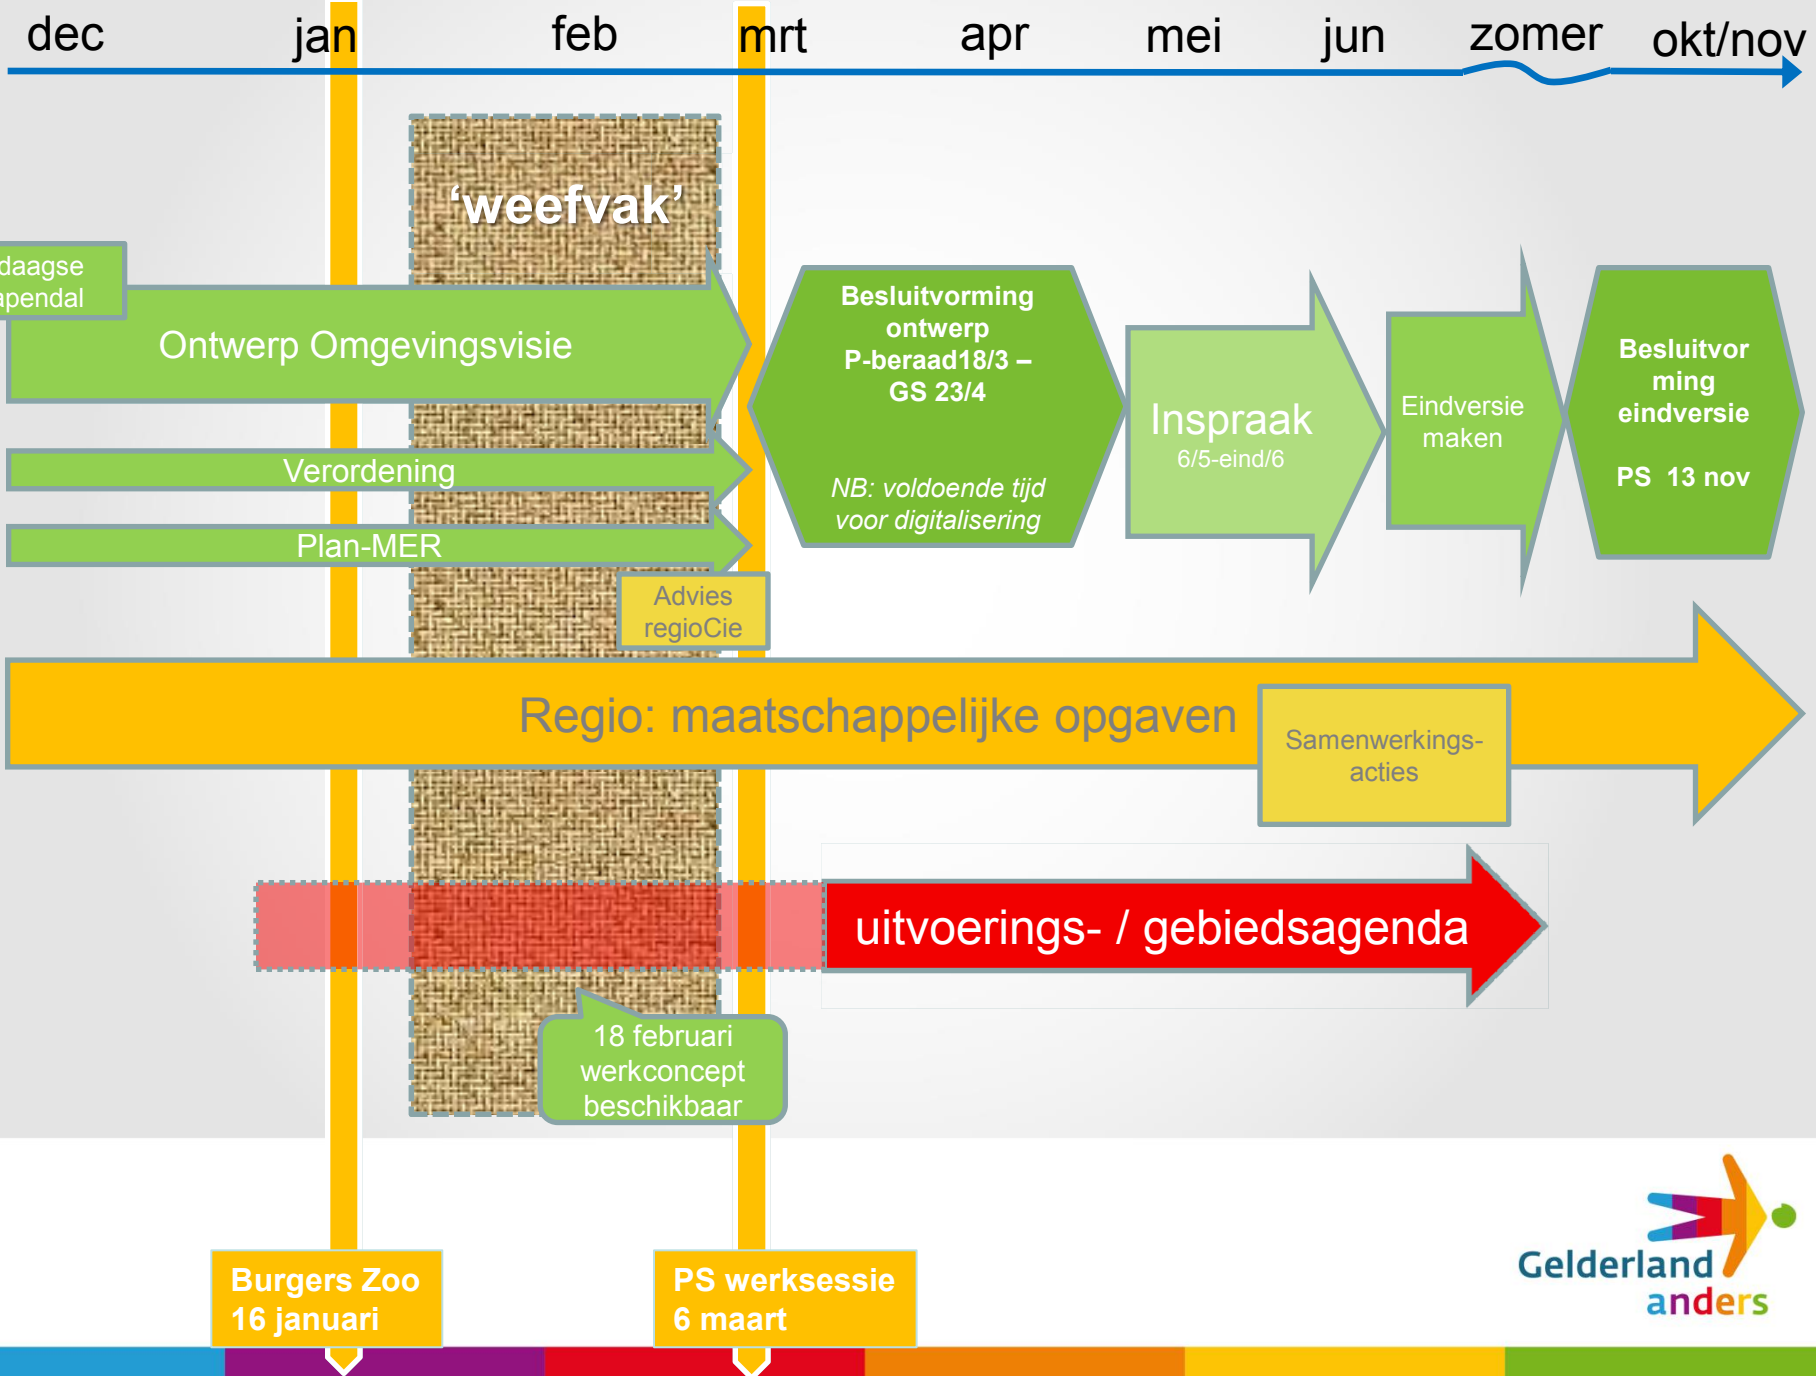 dec jan feb mrt apr mei jun zomer okt/nov
‘weefvak’
daagse
Ontwerp Omgevingsvisie
Verordening
Plan-MER
Advies
regioCie
Besluitvorming
ontwerp
P-beraad18/3 –
GS 23/4
NB: voldoende tijd
voor digitalisering
Inspraak
6/5-eind/6
Eindversie
maken
Besluitvor
ming
eindversie
PS 13 nov
Regio: maatschappelijke opgaven
Samenwerkings-
acties
uitvoerings- / gebiedsagenda
18 februari
werkconcept
beschikbaar
Burgers Zoo
16 januari
PS werksessie
6 maart
Gelderland
anders